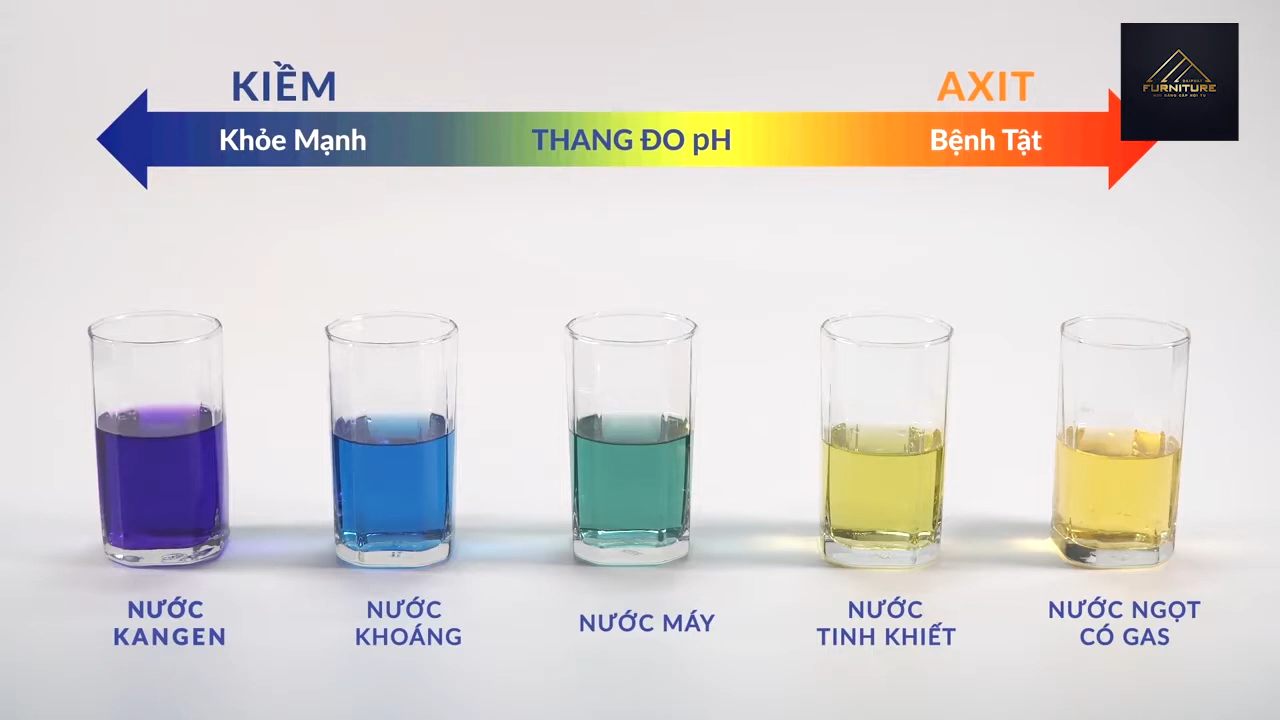 KIỀM
AXIT
Khỏe Mạnh
THANG ĐO pH
Bệnh Tật
FURNITURE
NƯỚC
KANGEN
NƯỚC
KHOÁNG
NƯỚC MÁY
NƯỚC
TINH KHIẾT
NƯỚC NGỌT
CÓ GAS